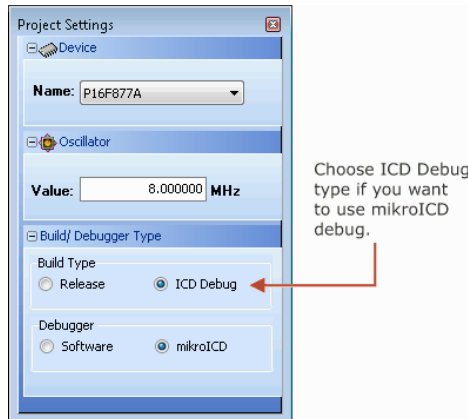 Project Settings
Device
Name: P16F877A
Oscillator
Value: 8.000000 MHz
Build/ Debugger Type
Build Type
Release ICD Debug
Debugger
Software mikroICD
Choose ICD Debug
type if you want
to use mikroICD
debug.